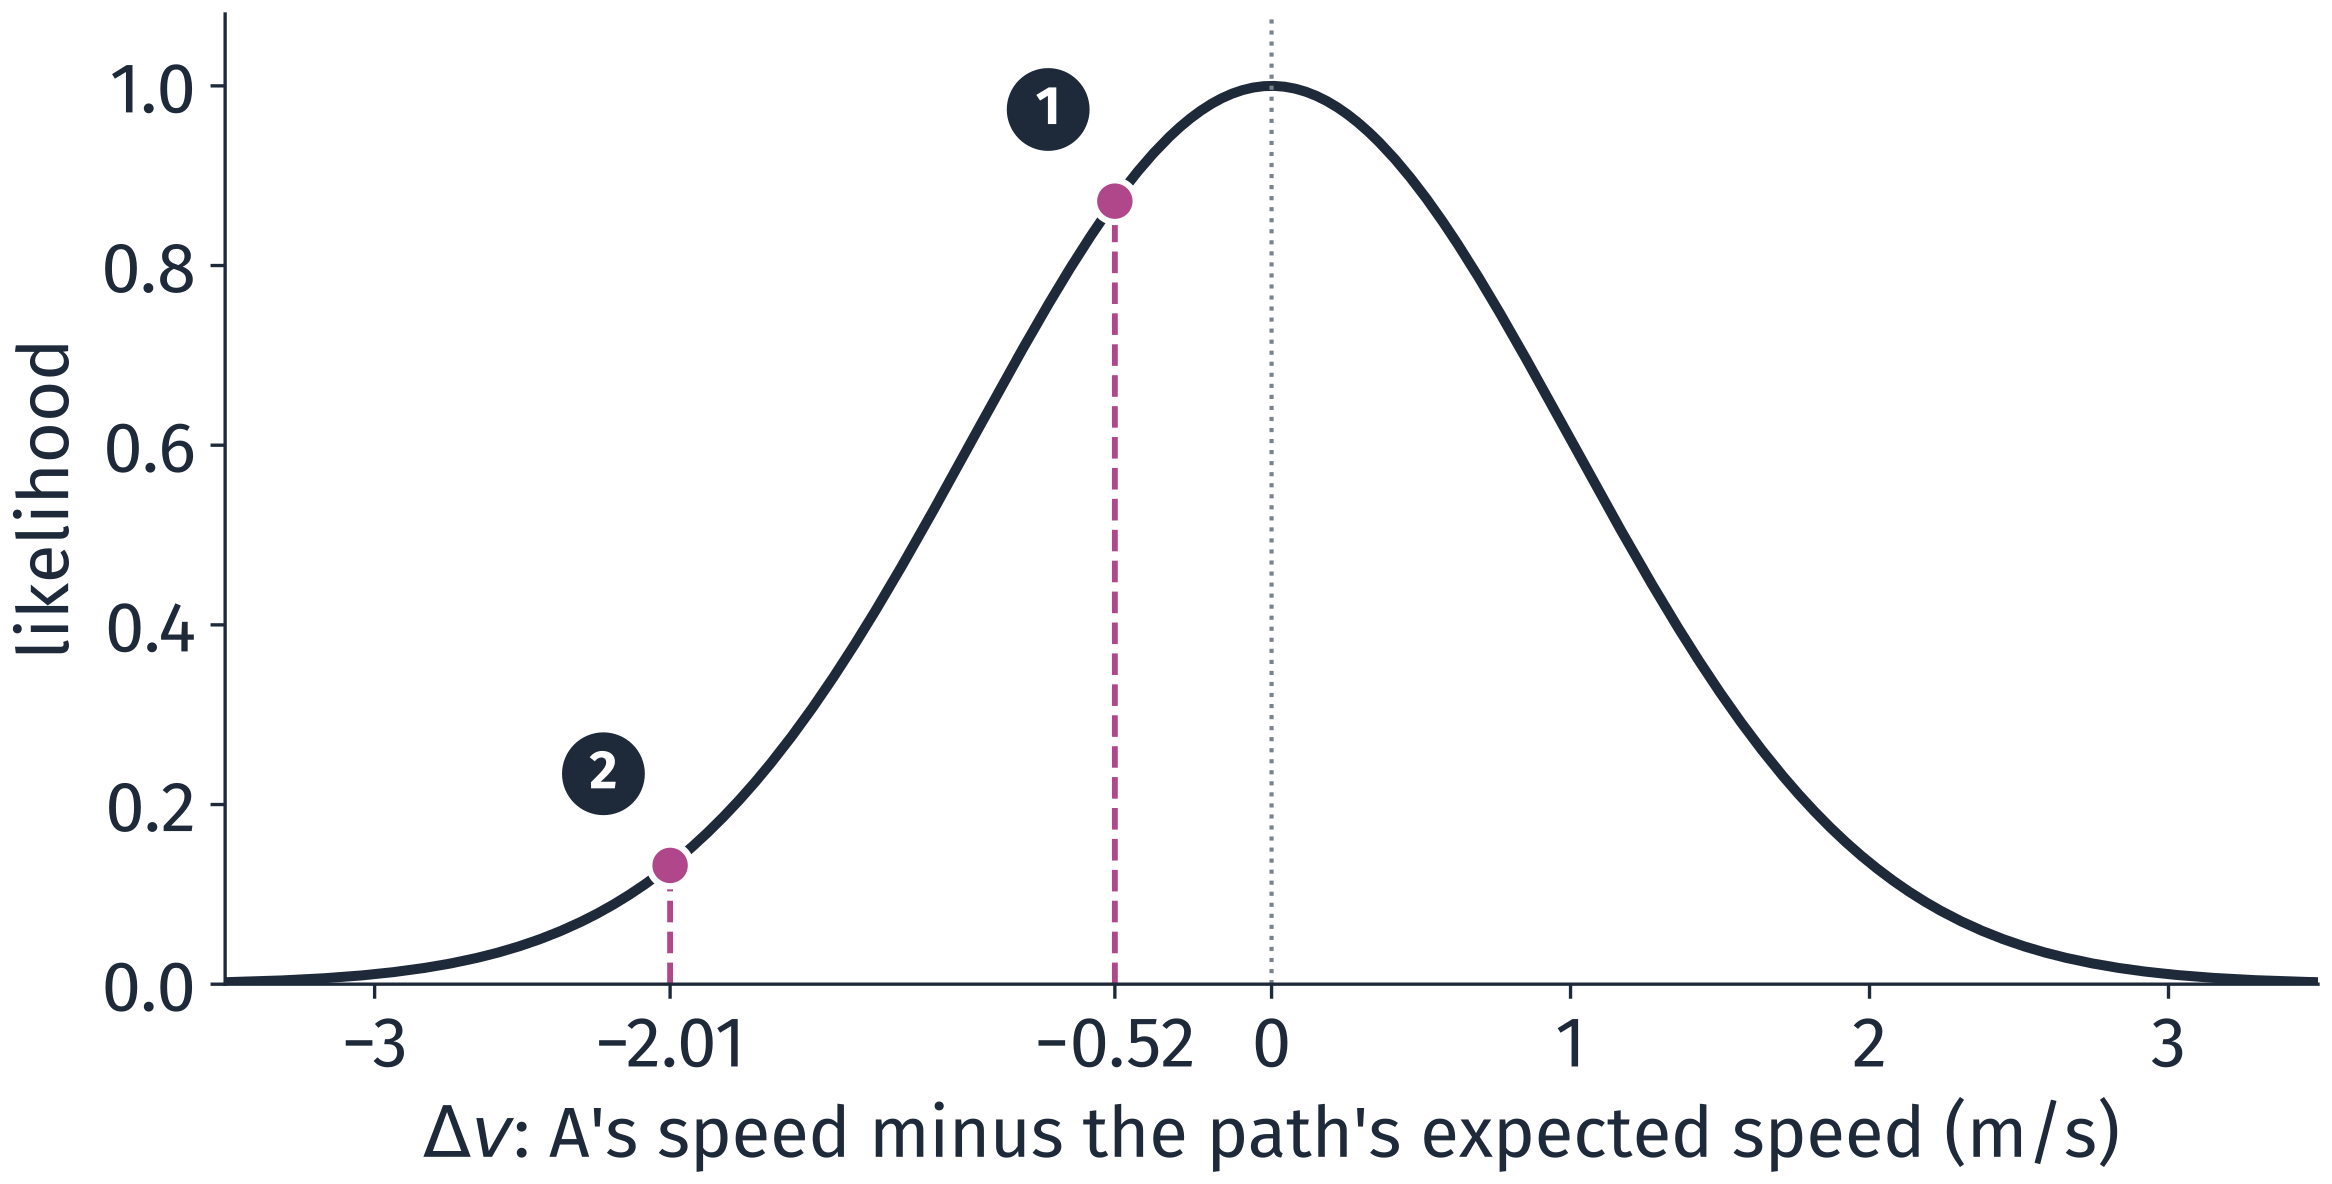 1.0
0.8
0.6
0.4
0.2
0.0
likelihood
1
2
−3 −2.01 −0.52 0 1 2 3
Δv: A's speed minus the path's expected speed (m/s)